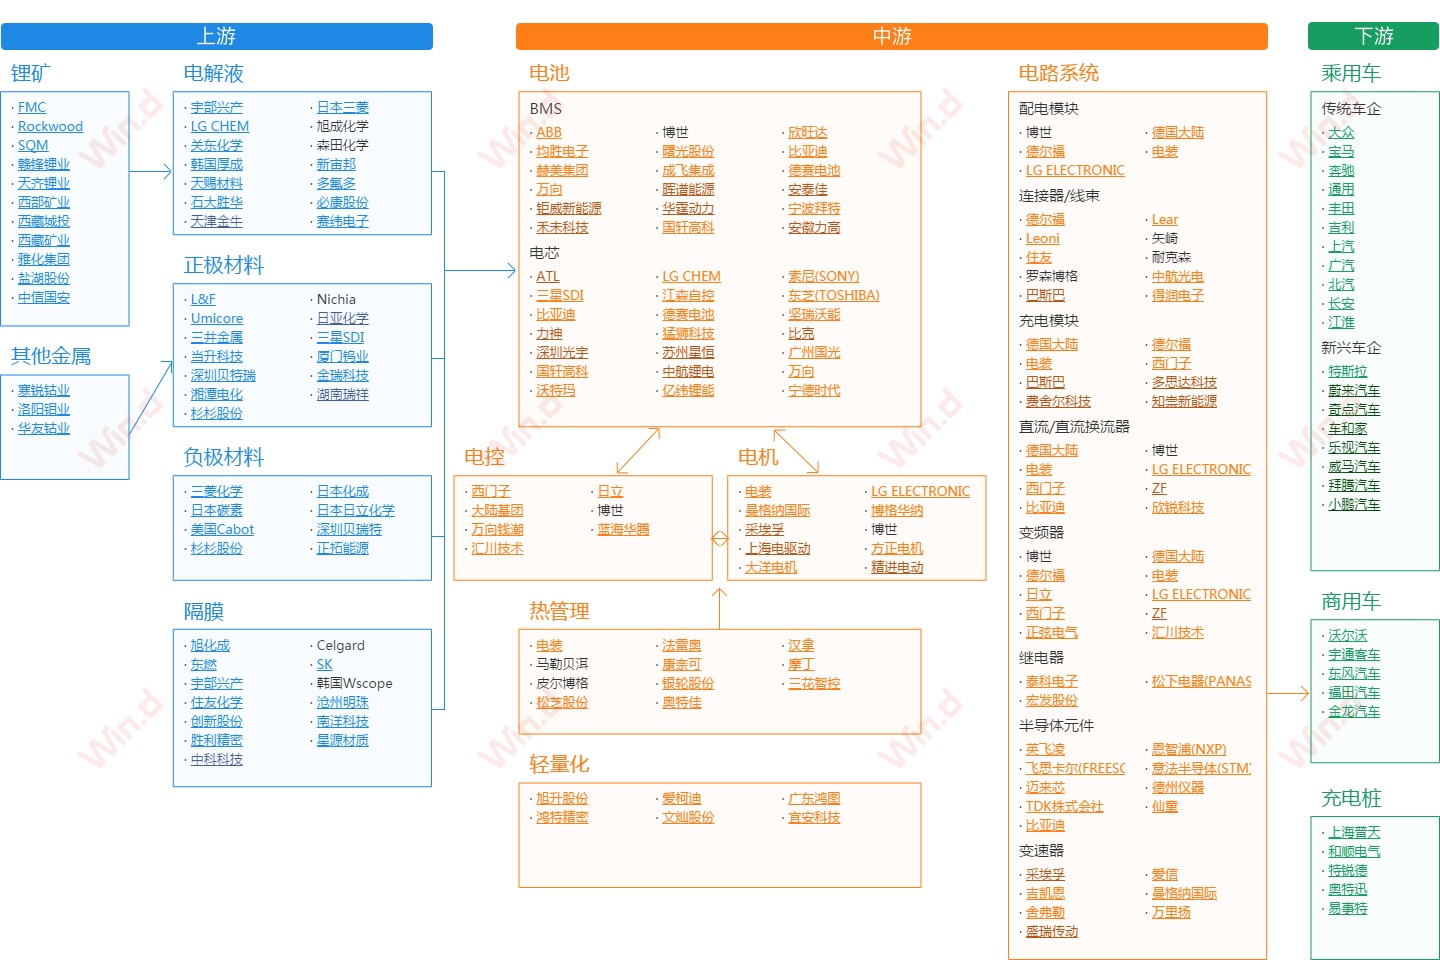 上游
锂矿
· FMC
· Rockwood
· SQM
· 赣锋锂业
· 天齐锂业
· 西部矿业
· 西藏城投
· 西藏矿业
· 雅化集团
· 盐湖股份
· 中信国安
其他金属
· 寒锐钴业
· 洛阳钼业
· 华友钴业
电解液
· 宇部兴产 · 日本三菱
· LG CHEM · 旭成化学
· 关东化学 · 森田化学
· 韩国厚成 · 新宙邦
· 天赐材料 · 多氟多
· 石大胜华 · 必康股份
· 天津金牛 · 赛纬电子
正极材料
· L&F · Nichia
· Umicore · 日亚化学
· 三井金属 · 三星SDI
· 当升科技 · 厦门钨业
· 深圳贝特瑞 · 金瑞科技
· 湘潭电化 · 湖南瑞祥
· 杉杉股份
负极材料
· 三菱化学 · 日本化成
· 日本碳素 · 日本日立化学
· 美国Cabot · 深圳贝瑞特
· 杉杉股份 · 正拓能源
隔膜
· 旭化成 · Celgard
· 东燃 · SK
· 宇部兴产 · 韩国Wscope
· 住友化学 · 沧州明珠
· 创新股份 · 南洋科技
· 胜利精密 · 星源材质
· 中科科技
中游
电池
BMS
· ABB · 博世 · 欣旺达
· 均胜电子 · 曙光股份 · 比亚迪
· 赫美集团 · 成飞集成 · 德赛电池
· 万向 · 晖谱能源 · 安泰佳
· 钜威新能源 · 华霆动力 · 宁波拜特
· 禾未科技 · 国轩高科 · 安徽力高
电芯
· ATL · LG CHEM · 索尼(SONY)
· 三星SDI · 江森自控 · 东芝(TOSHIBA)
· 比亚迪 · 德赛电池 · 坚瑞沃能
· 力神 · 猛狮科技 · 比克
· 深圳光宇 · 苏州星恒 · 广州国光
· 国轩高科 · 中航锂电 · 万向
· 沃特玛 · 亿纬锂能 · 宁德时代
电控
· 西门子 · 日立
· 大陆基团 · 博世
· 万向钱潮 · 蓝海华腾
· 汇川技术
电机
· 电装 · LG ELECTRONIC
· 曼格纳国际 · 博格华纳
· 采埃孚 · 博世
· 上海电驱动 · 方正电机
· 大洋电机 · 精进电动
热管理
· 电装 · 法雷奥 · 汉拿
· 马勒贝洱 · 康奈可 · 摩丁
· 皮尔博格 · 银轮股份 · 三花智控
· 松芝股份 · 奥特佳
轻量化
· 旭升股份 · 爱柯迪 · 广东鸿图
· 鸿特精密 · 文灿股份 · 宜安科技
电路系统
配电模块
· 博世 · 德国大陆
· 德尔福 · 电装
· LG ELECTRONIC
连接器/线束
· 德尔福 · Lear
· Leoni · 矢崎
· 住友 · 耐克森
· 罗森博格 · 中航光电
· 巴斯巴 · 得润电子
充电模块
· 德国大陆 · 德尔福
· 电装 · 西门子
· 巴斯巴 · 多思达科技
· 费舍尔科技 · 知崇新能源
直流/直流换流器
· 德国大陆 · 博世
· 电装 · LG ELECTRONIC
· 西门子 · ZF
· 比亚迪 · 欣锐科技
变频器
· 博世 · 德国大陆
· 德尔福 · 电装
· 日立 · LG ELECTRONIC
· 西门子 · ZF
· 正弦电气 · 汇川技术
继电器
· 泰科电子 · 松下电器(PANAS
· 宏发股份
半导体元件
· 英飞凌 · 恩智浦(NXP)
· 飞思卡尔(FREESC · 意法半导体(STM
· 迈来芯 · 德州仪器
· TDK株式会社 · 仙童
· 比亚迪
变速器
· 采埃孚 · 爱信
· 吉凯恩 · 曼格纳国际
· 舍弗勒 · 万里扬
· 盛瑞传动
下游
乘用车
传统车企
· 大众
· 宝马
· 奔驰
· 通用
· 丰田
· 吉利
· 上汽
· 广汽
· 北汽
· 长安
· 江淮
新兴车企
· 特斯拉
· 蔚来汽车
· 奇点汽车
· 车和家
· 乐视汽车
· 威马汽车
· 拜腾汽车
· 小鹏汽车
商用车
· 沃尔沃
· 宇通客车
· 东风汽车
· 福田汽车
· 金龙汽车
充电桩
· 上海普天
· 和顺电气
· 特锐德
· 奥特迅
· 易事特
Win.d
Win.d
Win.d
Win.d
Win.d
Win.d
Win.d
Win.d
Win.d
Win.d
Win.d
Win.d